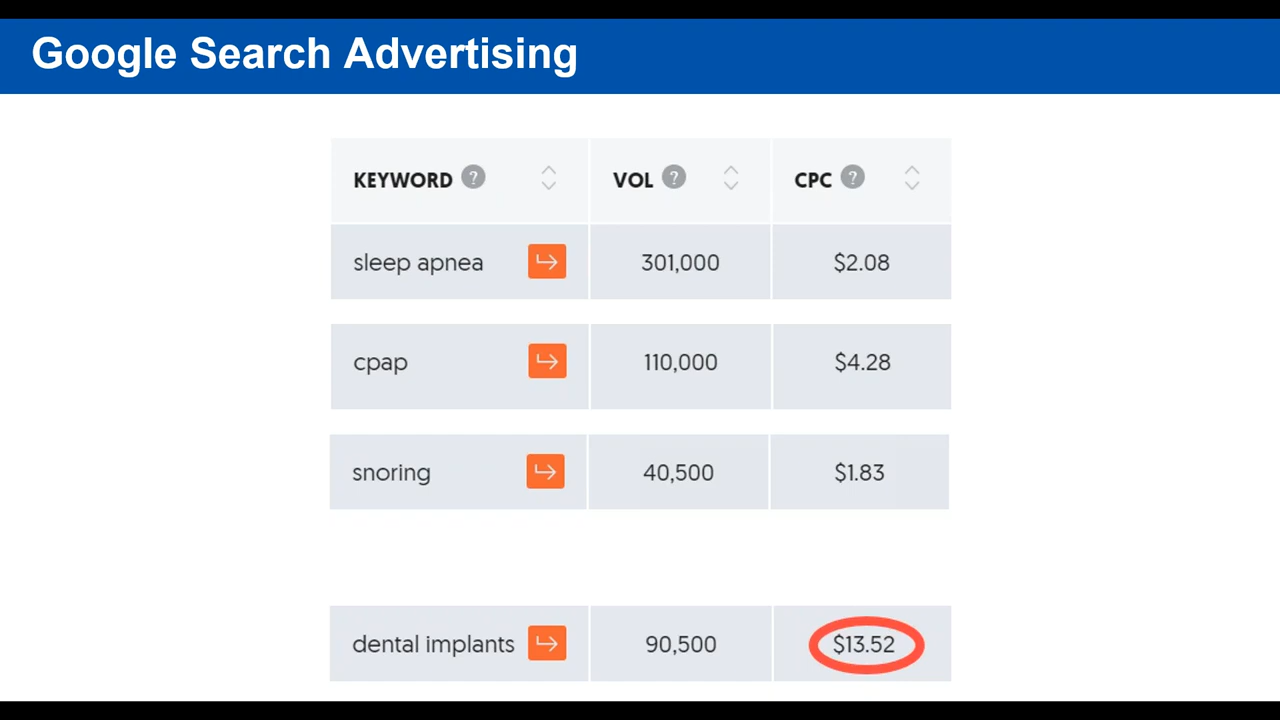 Google Search Advertising
KEYWORD ? VOL ? CPC ?
sleep apnea 301,000 $2.08
cpap 110,000 $4.28
snoring 40,500 $1.83
dental implants 90,500 $13.52